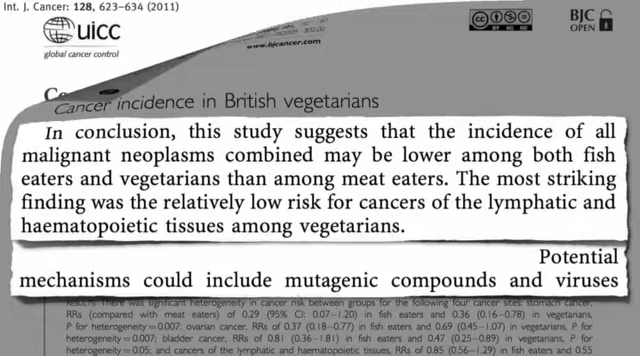 Int. J. Cancer: 128, 623–634 (2011)
uicc
global cancer control
www.bjcancer.com
BJC
OPEN
Cancer incidence in British vegetarians
In conclusion, this study suggests that the incidence of all
malignant neoplasms combined may be lower among both fish
eaters and vegetarians than among meat eaters. The most striking
finding was the relatively low risk for cancers of the lymphatic and
haematopoietic tissues among vegetarians.
Potential
mechanisms could include mutagenic compounds and viruses
RESULTS: There was significant heterogeneity in cancer risk between groups for the following four cancer sites: stomach cancer,
RRs (compared with meat eaters) of 0.29 (95% CI: 0.07–1.20) in fish eaters and 0.36 (0.16–0.78) in vegetarians,
P for heterogeneity=0.007; ovarian cancer, RRs of 0.37 (0.18–0.77) in fish eaters and 0.69 (0.45–1.07) in vegetarians, P for
heterogeneity=0.007; bladder cancer, RRs of 0.81 (0.36–1.81) in fish eaters and 0.47 (0.25–0.89) in vegetarians, P for
heterogeneity=0.05; and cancers of the lymphatic and haematopoietic tissues, RRs of 0.85 (0.56–1.29) in fish eaters and 0.55